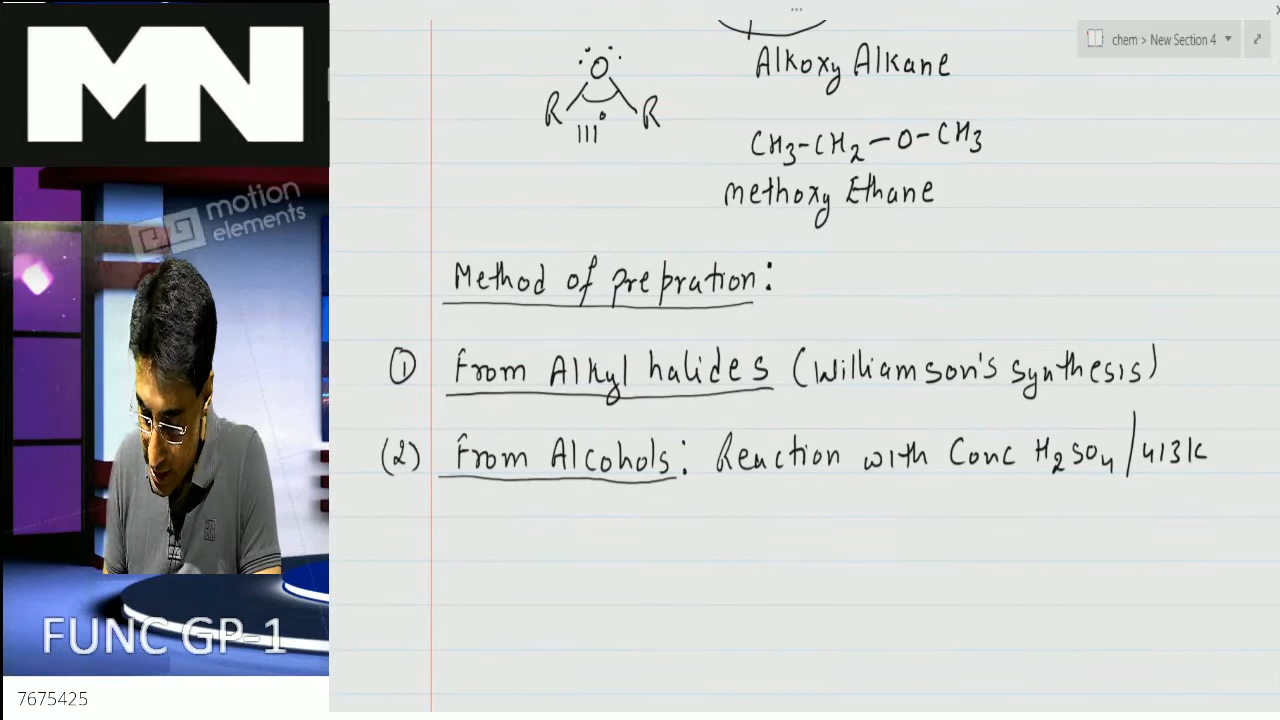 MN
motion
elements
FUNC GP-1
7675425
...
chem > New Section 4
:O:
R R
111°
Alkoxy Alkane
CH3-CH2-O-CH3
methoxy Ethane
Method of prepration:
① From Alkyl halides (Williamson's synthesis)
(2) From Alcohols: Reaction with Conc H2SO4/413K